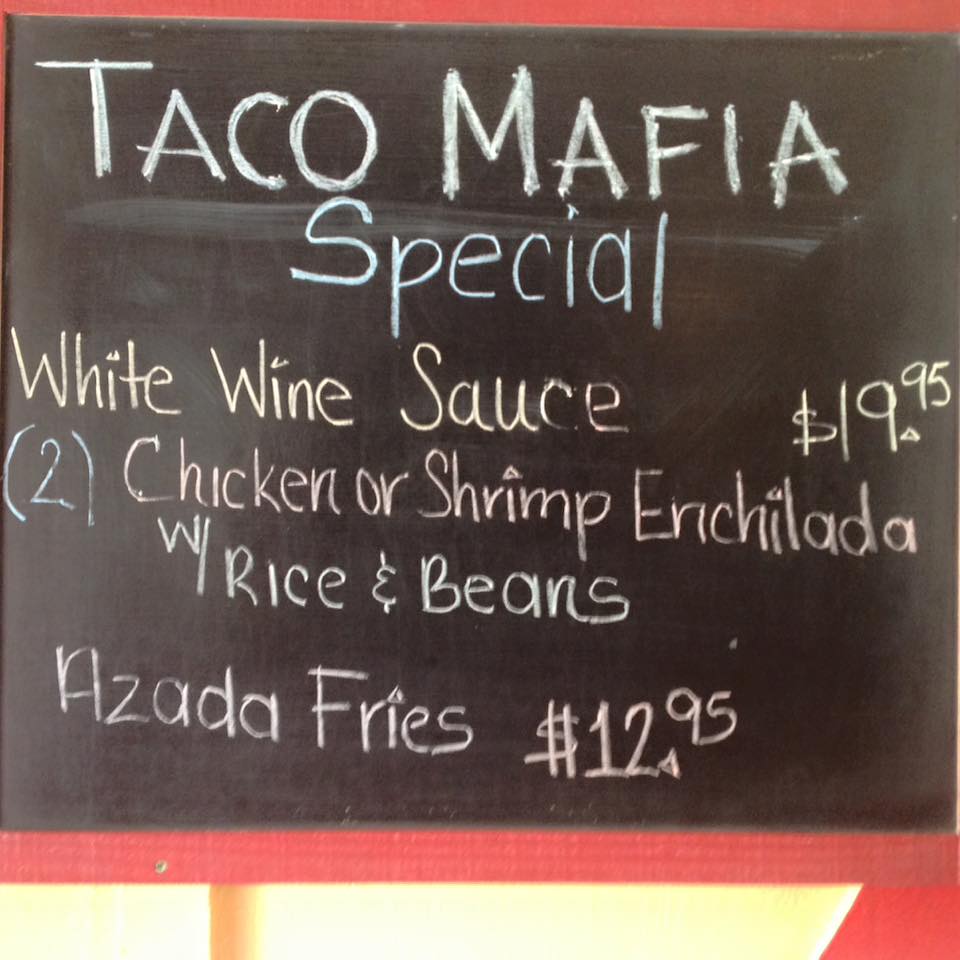 TACO MAFIA
Special
White Wine Sauce $19.95
(2) Chicken or Shrimp Enchilada
w/ Rice & Beans
Azada Fries $12.95